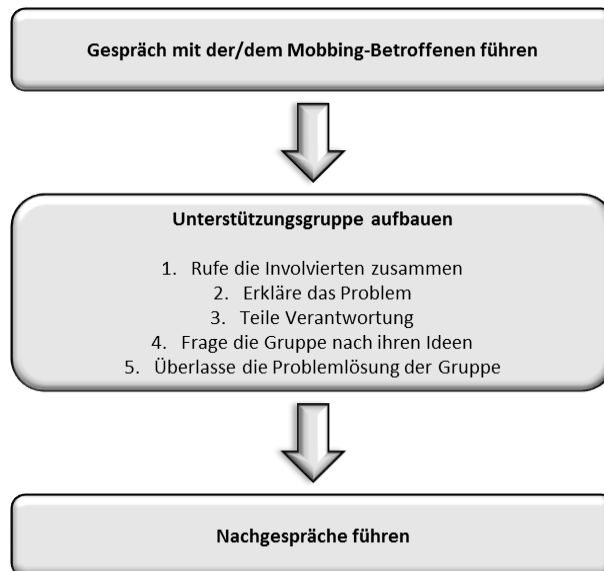 Gespräch mit der/dem Mobbing-Betroffenen führen
Unterstützungsgruppe aufbauen
1. Rufe die Involvierten zusammen
2. Erkläre das Problem
3. Teile Verantwortung
4. Frage die Gruppe nach ihren Ideen
5. Überlasse die Problemlösung der Gruppe
Nachgespräche führen